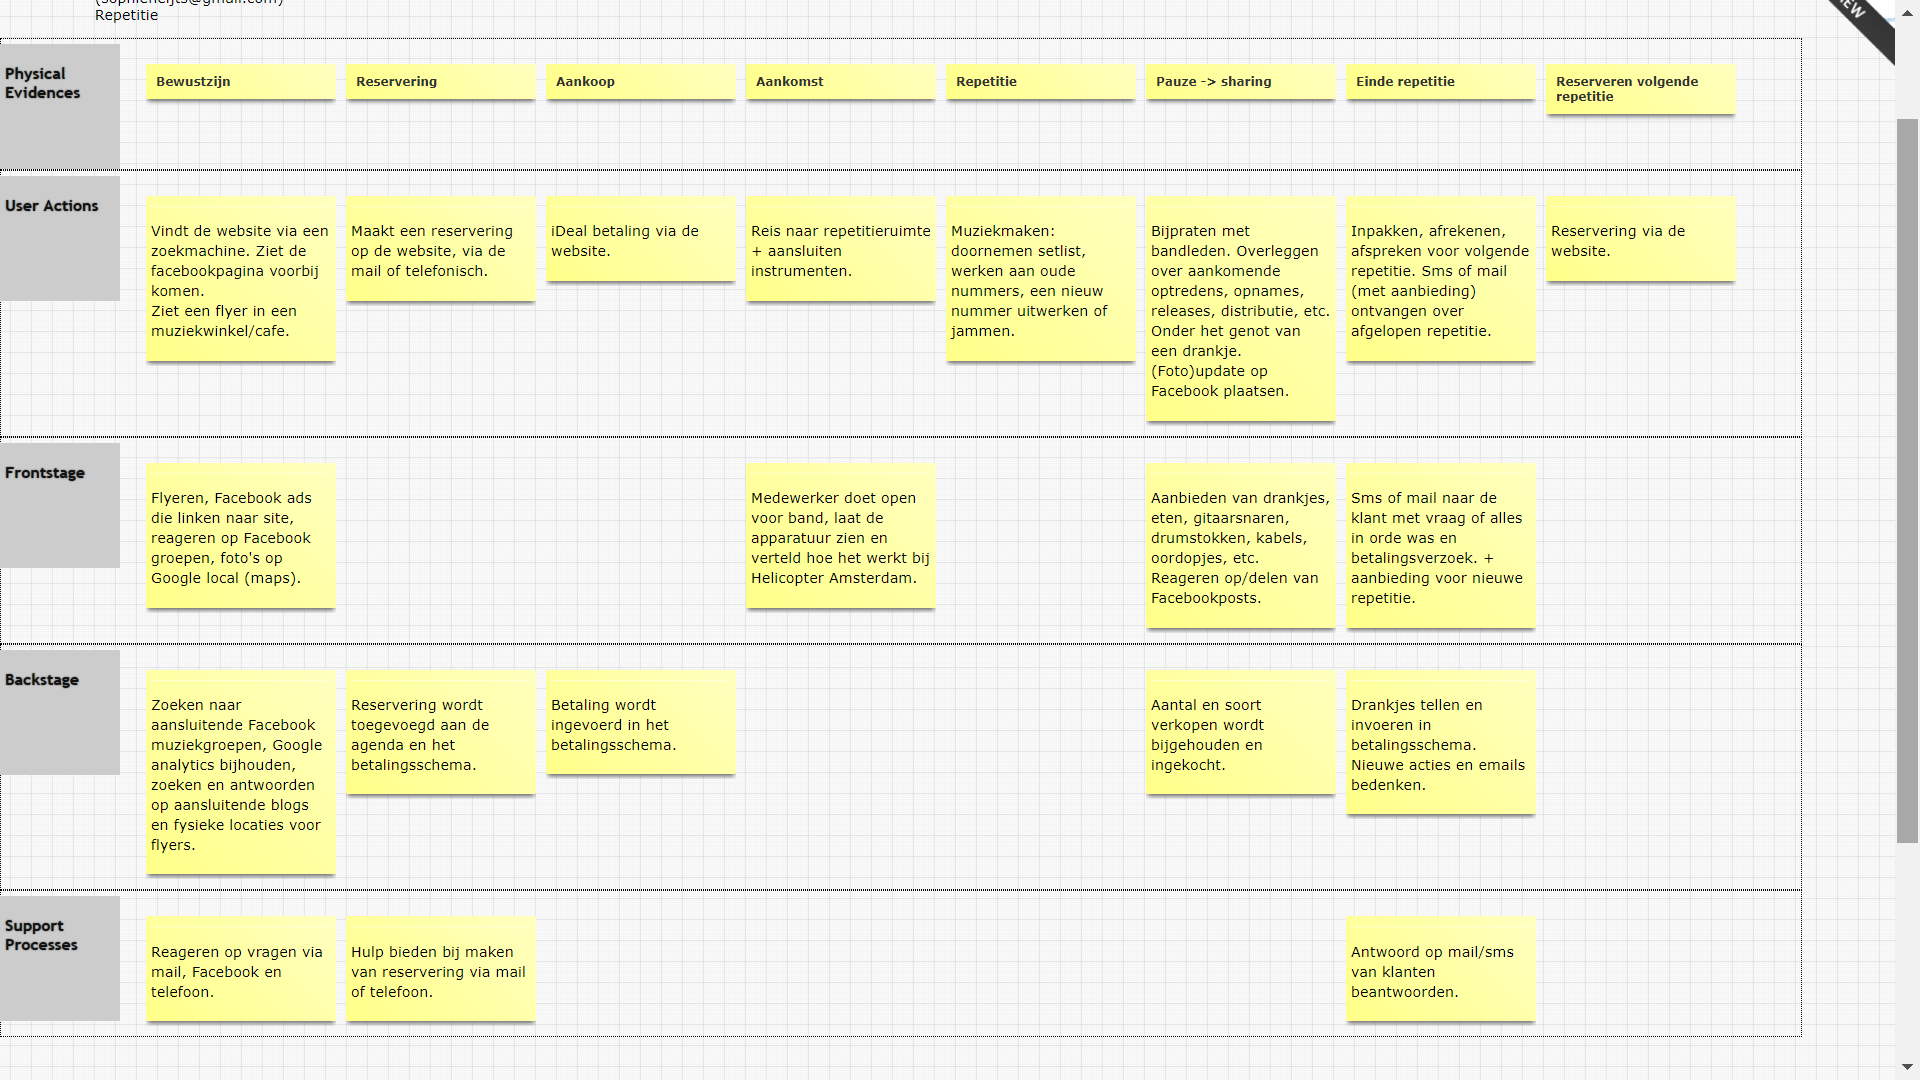 Repetitie
Physical
Evidences
Bewustzijn
Reservering
Aankoop
Aankomst
Repetitie
Pauze -> sharing
Einde repetitie
Reserveren volgende
repetitie
User Actions
Vindt de website via een
zoekmachine. Ziet de
facebookpagina voorbij
komen.
Ziet een flyer in een
muziekwinkel/cafe.
Maakt een reservering
op de website, via de
mail of telefonisch.
iDeal betaling via de
website.
Reis naar repetitieruimte
+ aansluiten
instrumenten.
Muziekmaken:
doornemen setlist,
werken aan oude
nummers, een nieuw
nummer uitwerken of
jammen.
Bijpraten met
bandleden. Overleggen
over aankomende
optredens, opnames,
releases, distributie, etc.
Onder het genot van
een drankje.
(Foto)update op
Facebook plaatsen.
Inpakken, afrekenen,
afspreken voor volgende
repetitie. Sms of mail
(met aanbieding)
ontvangen over
afgelopen repetitie.
Reservering via de
website.
Frontstage
Flyeren, Facebook ads
die linken naar site,
reageren op Facebook
groepen, foto's op
Google local (maps).
Medewerker doet open
voor band, laat de
apparatuur zien en
verteld hoe het werkt bij
Helicopter Amsterdam.
Aanbieden van drankjes,
eten, gitaarsnaren,
drumstokken, kabels,
oordopjes, etc.
Reageren op/delen van
Facebookposts.
Sms of mail naar de
klant met vraag of alles
in orde was en
betalingsverzoek. +
aanbieding voor nieuwe
repetitie.
Backstage
Zoeken naar
aansluitende Facebook
muziekgroepen, Google
analytics bijhouden,
zoeken en antwoorden
op aansluitende blogs
en fysieke locaties voor
flyers.
Reservering wordt
toegevoegd aan de
agenda en het
betalingsschema.
Betaling wordt
ingevoerd in het
betalingsschema.
Aantal en soort
verkopen wordt
bijgehouden en
ingekocht.
Drankjes tellen en
invoeren in
betalingsschema.
Nieuwe acties en emails
bedenken.
Support
Processes
Reageren op vragen via
mail, Facebook en
telefoon.
Hulp bieden bij maken
van reservering via mail
of telefoon.
Antwoord op mail/sms
van klanten
beantwoorden.